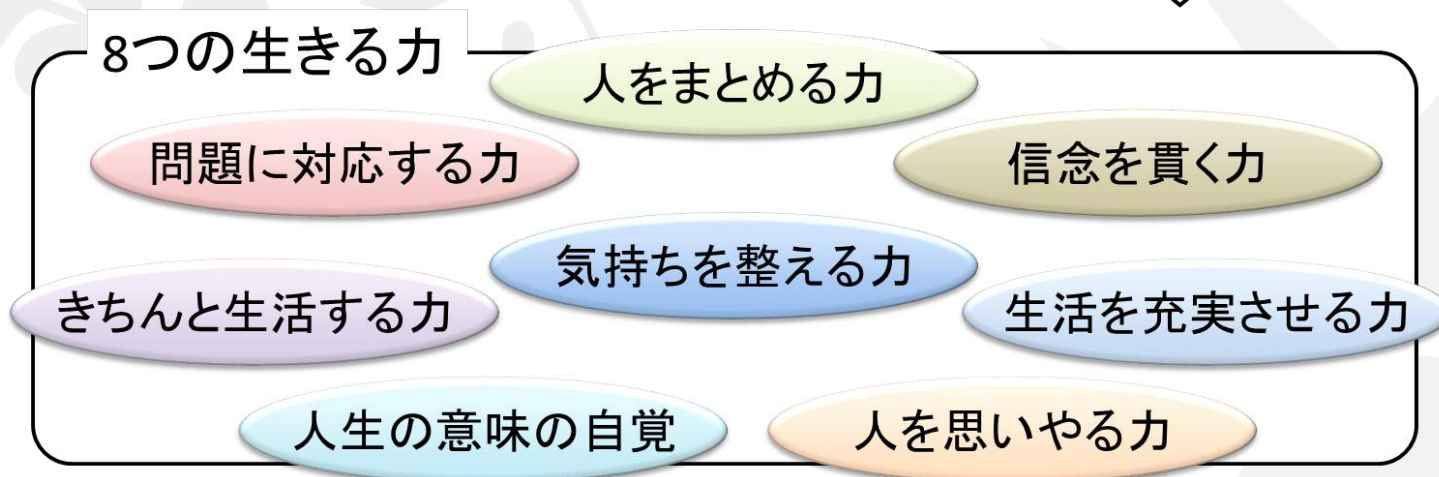 8つの生きる力
人をまとめる力
問題に対応する力
信念を貫く力
気持ちを整える力
きちんと生活する力
生活を充実させる力
人生の意味の自覚
人を思いやる力